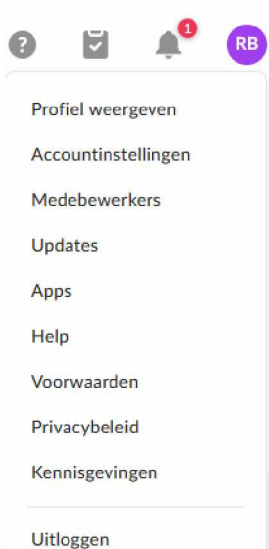 ?
1
RB
Profiel weergeven
Accountinstellingen
Medebewerkers
Updates
Apps
Help
Voorwaarden
Privacybeleid
Kennisgevingen
Uitloggen